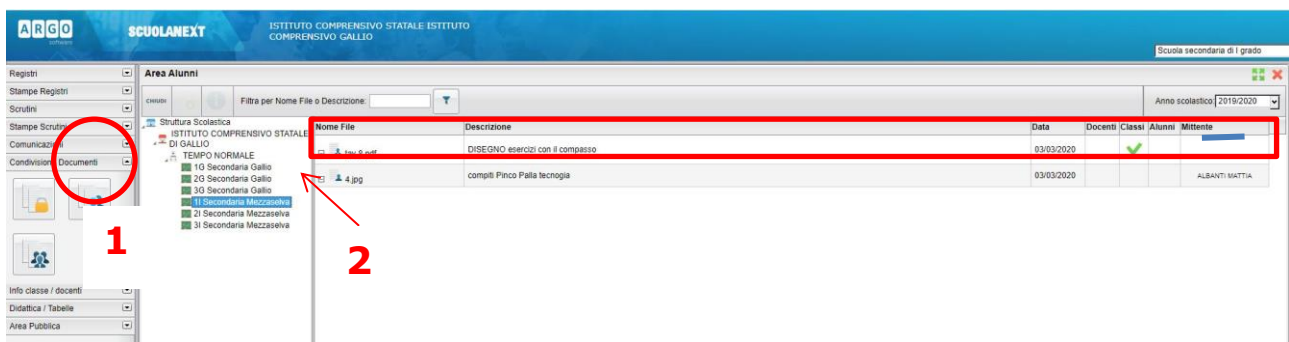 ARGO
software
SCUOLANEXT
ISTITUTO COMPRENSIVO STATALE ISTITUTO
COMPRENSIVO GALLIO
Scuola secondaria di I grado
Registri
Stampe Registri
Scrutini
Stampe Scrutini
Comunicazioni
Condivisione Documenti
Info classe / docenti
Didattica / Tabelle
Area Pubblica
1
Area Alunni
CHIUDI
Filtra per Nome File o Descrizione:
Anno scolastico: 2019/2020
Struttura Scolastica
ISTITUTO COMPRENSIVO STATALE
DI GALLIO
TEMPO NORMALE
1G Secondaria Gallio
2G Secondaria Gallio
3G Secondaria Gallio
1I Secondaria Mezzaselva
2I Secondaria Mezzaselva
3I Secondaria Mezzaselva
2
Nome File Descrizione Data Docenti Classi Alunni Mittente
DISEGNO esercizi con il compasso 03/03/2020
4.jpg compiti Pinco Palla tecnogia 03/03/2020 ALBANTI MATTIA